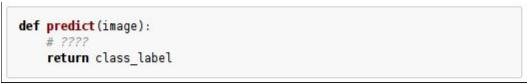 def predict(image):
    # ????
    return class_label